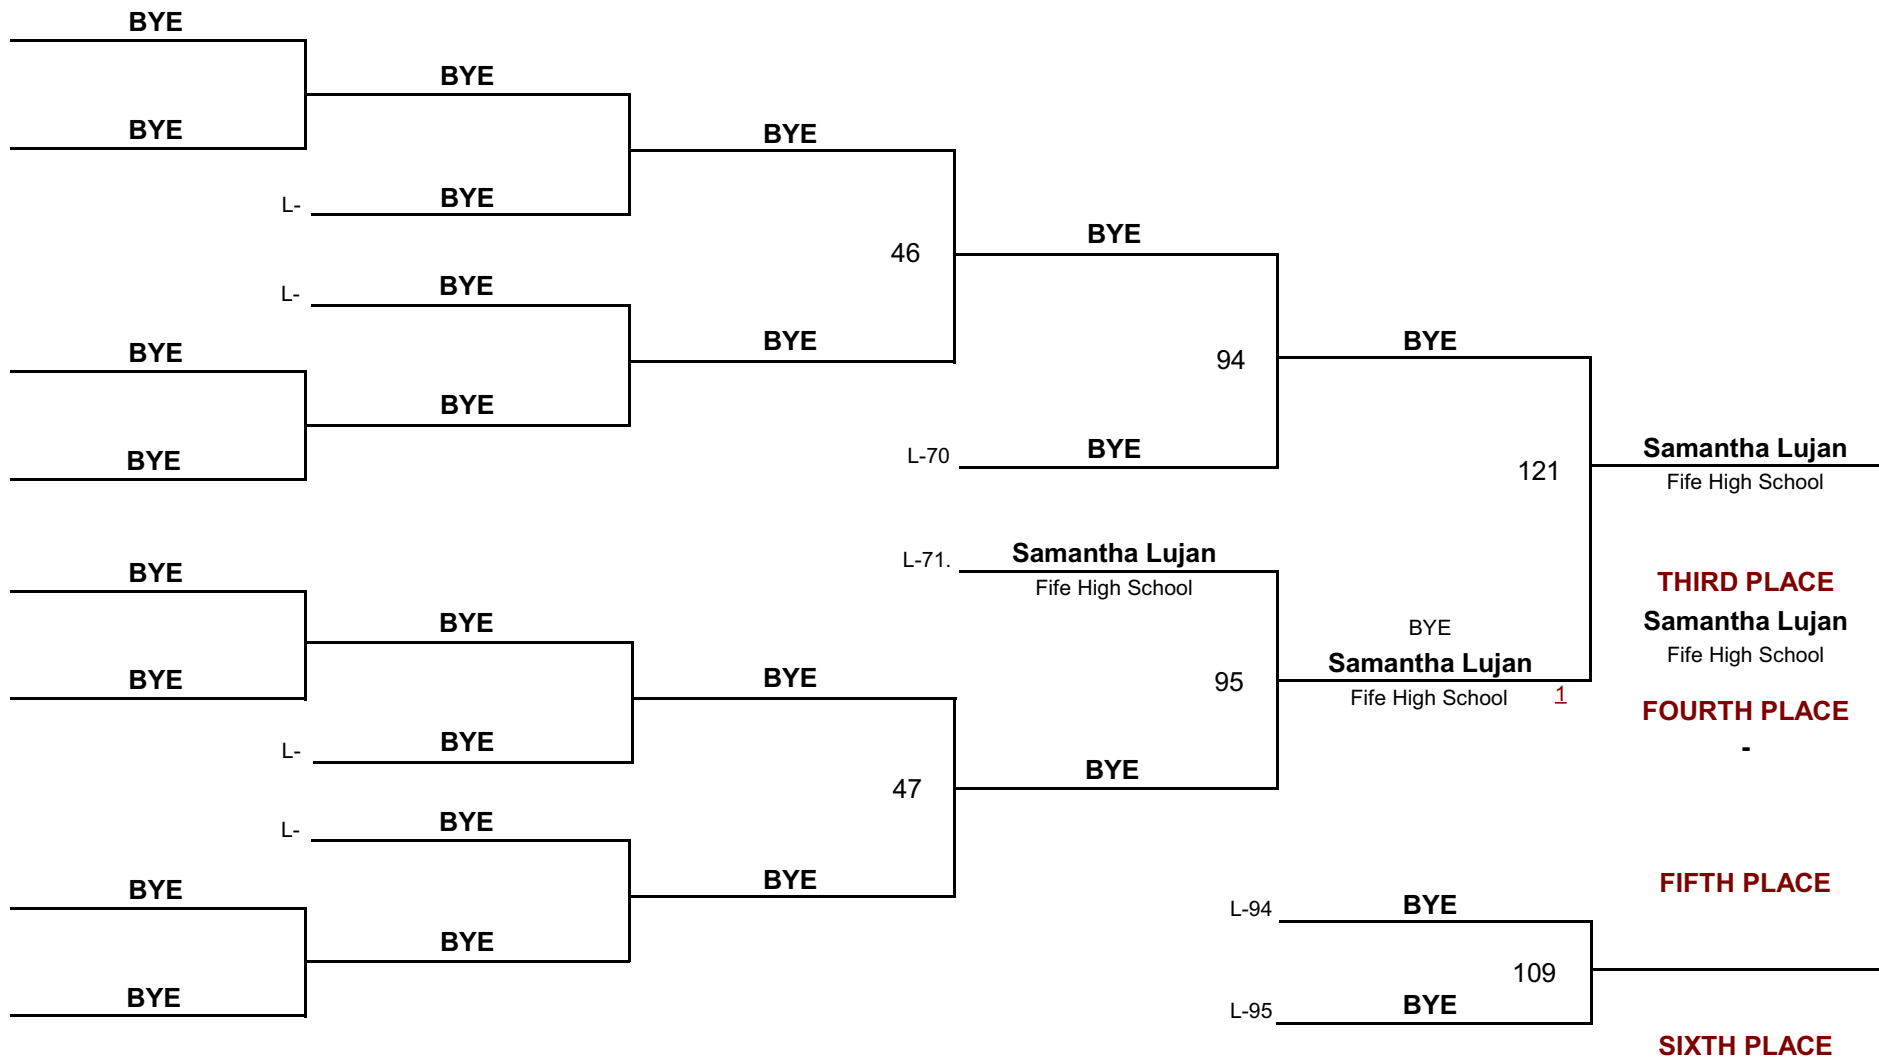 BYE
BYE
BYE
BYE
L- BYE
46
BYE
L- BYE
BYE
BYE
BYE
94
BYE
BYE
L-70 BYE
Samantha Lujan
121
Fife High School
L-71. Samantha Lujan
Fife High School
BYE
THIRD PLACE
BYE
Samantha Lujan
BYE
Samantha Lujan
Fife High School
BYE
BYE
95
Fife High School 1
FOURTH PLACE
L- BYE
-
BYE
47
L- BYE
BYE
FIFTH PLACE
BYE
L-94 BYE
BYE
109
BYE
L-95 BYE
SIXTH PLACE